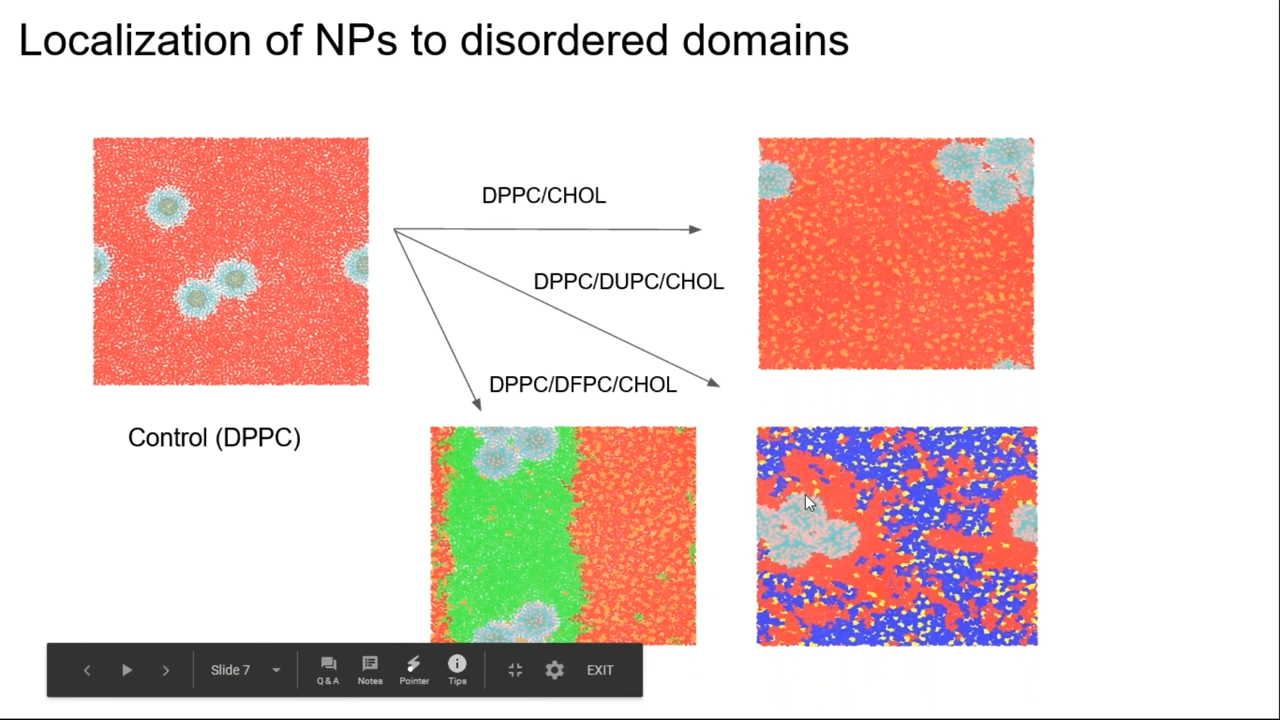 Localization of NPs to disordered domains
DPPC/CHOL
DPPC/DUPC/CHOL
DPPC/DFPC/CHOL
Control (DPPC)
Slide 7
Q & A
Notes
Pointer
Tips
EXIT